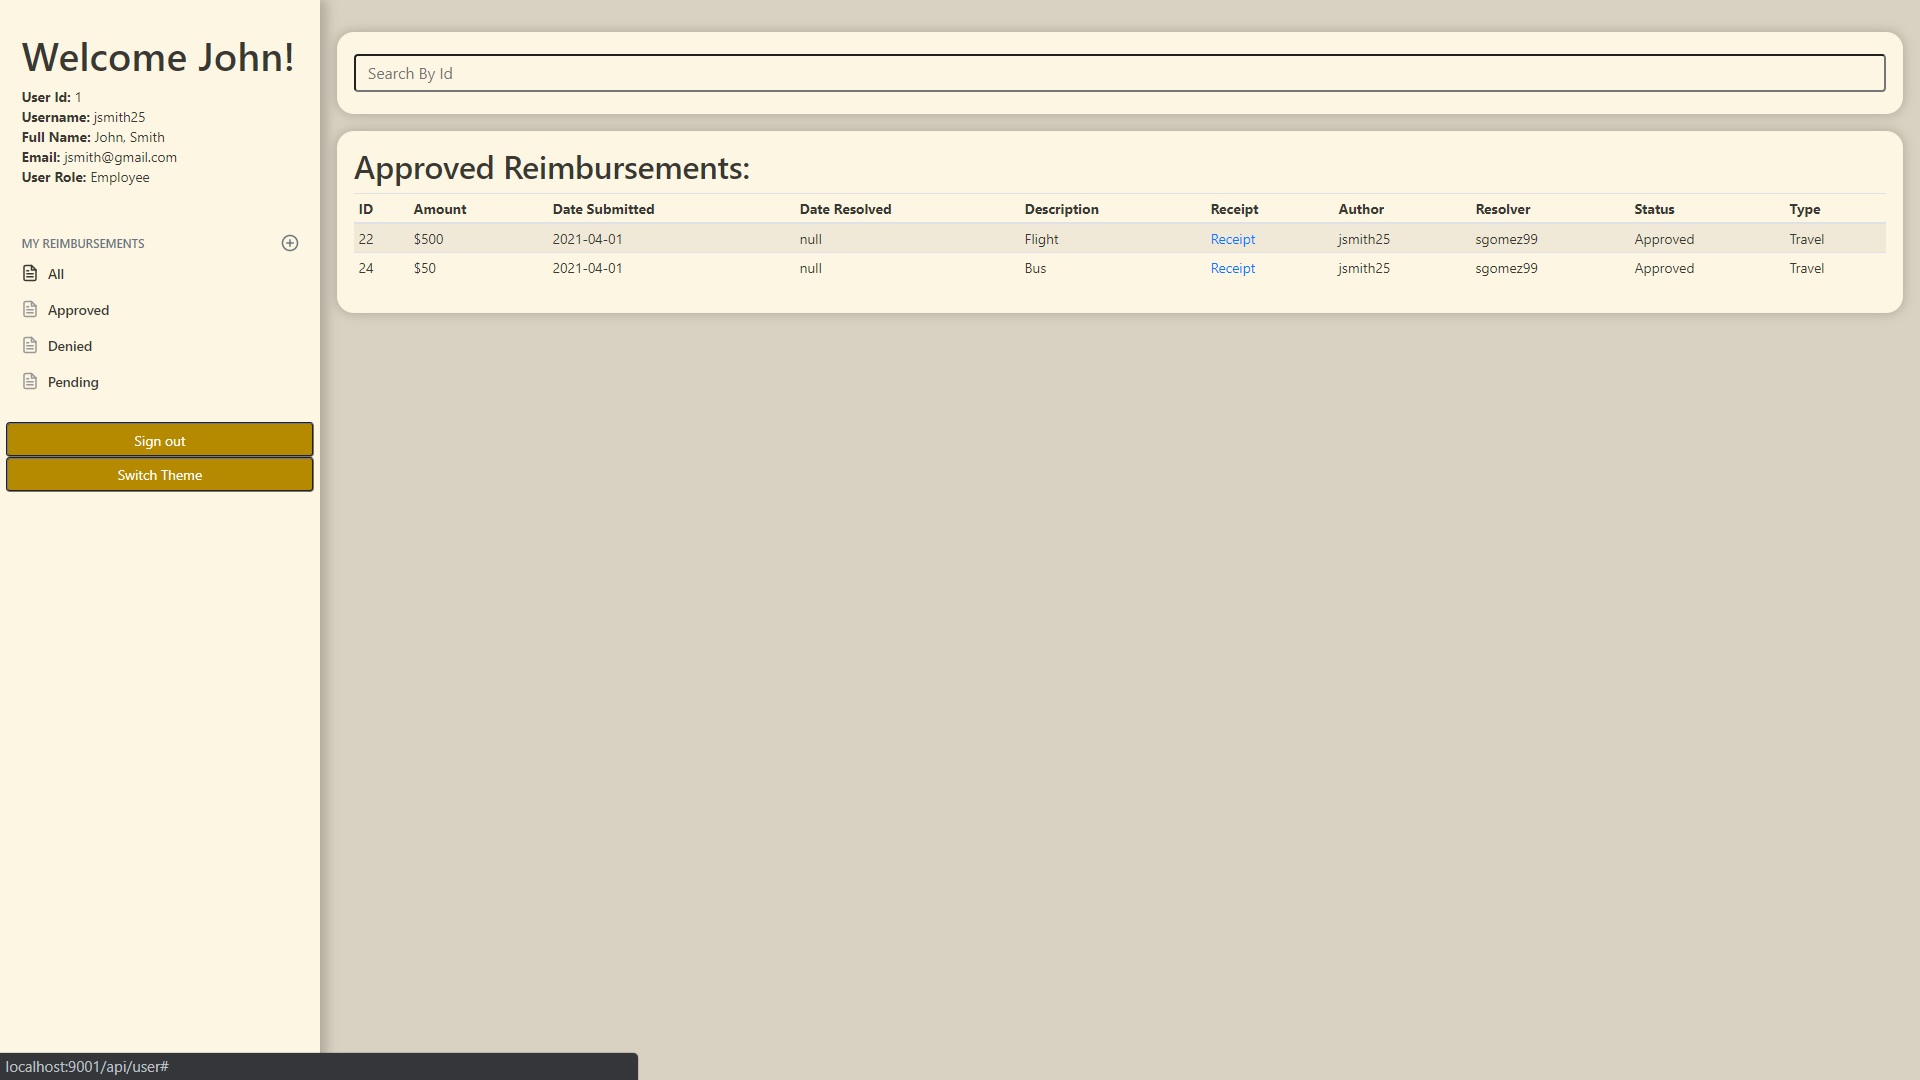 Welcome John!
User Id: 1
Username: jsmith25
Full Name: John, Smith
Email: jsmith@gmail.com
User Role: Employee
MY REIMBURSEMENTS
All
Approved
Denied
Pending
Sign out
Switch Theme
Search By Id
Approved Reimbursements:
ID Amount Date Submitted Date Resolved Description Receipt Author Resolver Status Type
22 $500 2021-04-01 null Flight Receipt jsmith25 sgomez99 Approved Travel
24 $50 2021-04-01 null Bus Receipt jsmith25 sgomez99 Approved Travel
localhost:9001/api/user#